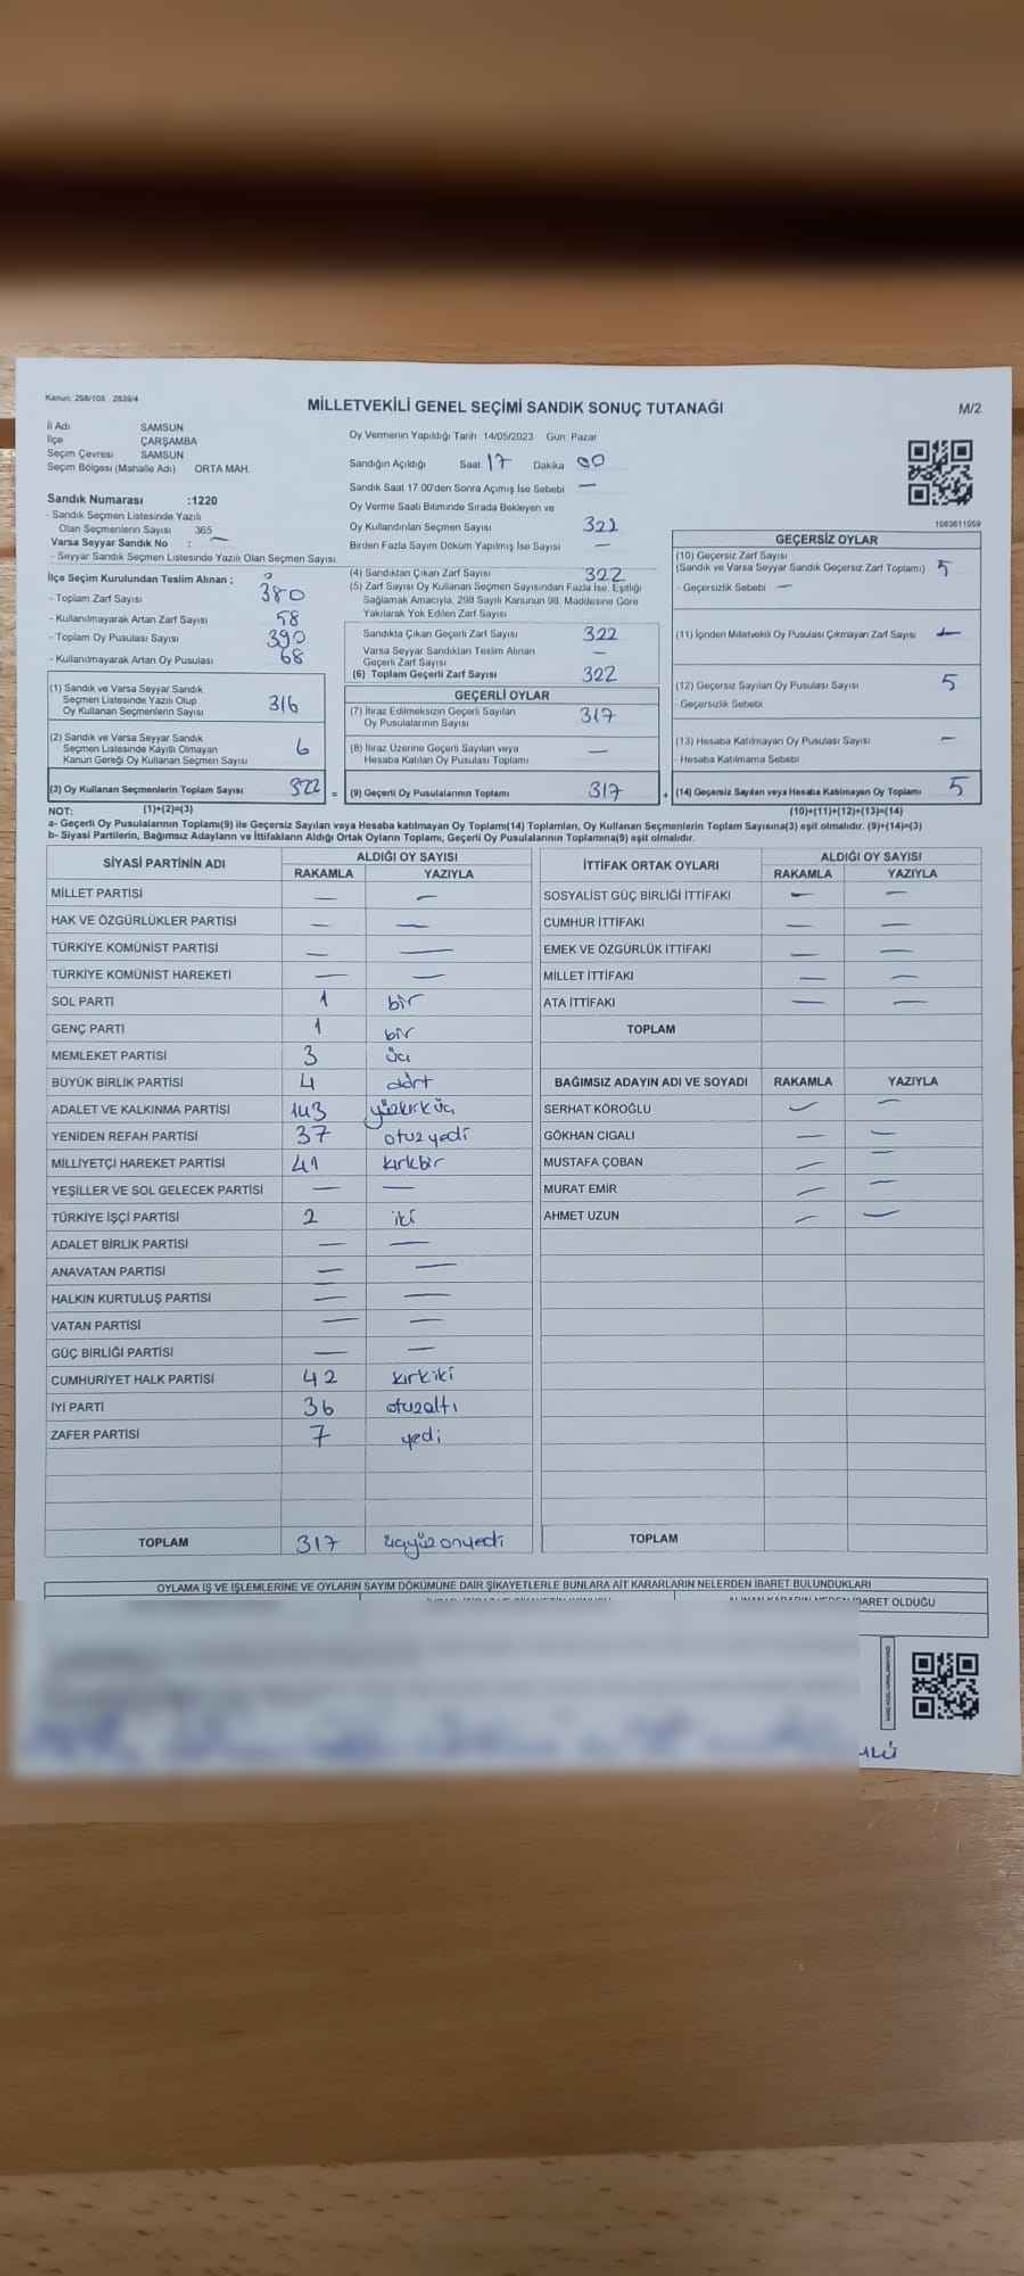 Kanun: 298/105 2839/4
MİLLETVEKİLİ GENEL SEÇİMİ SANDIK SONUÇ TUTANAĞI
M/2
İl Adı SAMSUN
İlçe ÇARŞAMBA
Seçim Çevresi SAMSUN
Seçim Bölgesi (Mahalle Adı) ORTA MAH.
Sandık Numarası :1220
- Sandık Seçmen Listesinde Yazılı
Olan Seçmenlerin Sayısı 365
Varsa Seyyar Sandık No : —
- Seyyar Sandık Seçmen Listesinde Yazılı Olan Seçmen Sayısı
İlçe Seçim Kurulundan Teslim Alınan :
- Toplam Zarf Sayısı 380
- Kullanılmayarak Artan Zarf Sayısı 58
- Toplam Oy Pusulası Sayısı 390
- Kullanılmayarak Artan Oy Pusulası 68
(1) Sandık ve Varsa Seyyar Sandık
Seçmen Listesinde Yazılı Olup
Oy Kullanan Seçmenlerin Sayısı 316
(2) Sandık ve Varsa Seyyar Sandık
Seçmen Listesinde Kayıtlı Olmayan
Kanun Gereği Oy Kullanan Seçmen Sayısı 6
(3) Oy Kullanan Seçmenlerin Toplam Sayısı 322 =
Oy Vermenin Yapıldığı Tarih 14/05/2023 Gün: Pazar
Sandığın Açıldığı Saat 17 Dakika 00
Sandık Saat 17.00'den Sonra Açılmış İse Sebebi —
Oy Verme Saati Bitiminde Sırada Bekleyen ve
Oy Kullandırılan Seçmen Sayısı 322
Birden Fazla Sayım Döküm Yapılmış İse Sayısı —
(4) Sandıktan Çıkan Zarf Sayısı 322
(5) Zarf Sayısı Oy Kullanan Seçmen Sayısından Fazla İse, Eşitliği
Sağlamak Amacıyla, 298 Sayılı Kanunun 98. Maddesine Göre
Yakılarak Yok Edilen Zarf Sayısı
Sandıkta Çıkan Geçerli Zarf Sayısı 322
Varsa Seyyar Sandıktan Teslim Alınan
Geçerli Zarf Sayısı —
(6) Toplam Geçerli Zarf Sayısı 322
GEÇERLİ OYLAR
(7) İtiraz Edilmeksizin Geçerli Sayılan
Oy Pusulalarının Sayısı 317
(8) İtiraz Üzerine Geçerli Sayılan veya
Hesaba Katılan Oy Pusulası Toplamı —
(9) Geçerli Oy Pusulalarının Toplamı 317 +
1083611959
GEÇERSİZ OYLAR
(10) Geçersiz Zarf Sayısı
(Sandık ve Varsa Seyyar Sandık Geçersiz Zarf Toplamı) 5
- Geçersizlik Sebebi —
(11) İçinden Milletvekili Oy Pusulası Çıkmayan Zarf Sayısı —
(12) Geçersiz Sayılan Oy Pusulası Sayısı 5
- Geçersizlik Sebebi
(13) Hesaba Katılmayan Oy Pusulası Sayısı —
- Hesaba Katılmama Sebebi
(14) Geçersiz Sayılan veya Hesaba Katılmayan Oy Toplamı 5
NOT: (1)+(2)=(3) (10)+(11)+(12)+(13)=(14)
a- Geçerli Oy Pusulalarının Toplamı(9) ile Geçersiz Sayılan veya Hesaba katılmayan Oy Toplamı(14) Toplamları, Oy Kullanan Seçmenlerin Toplam Sayısına(3) eşit olmalıdır. (9)+(14)=(3)
b- Siyasi Partilerin, Bağımsız Adayların ve İttifakların Aldığı Ortak Oyların Toplamı, Geçerli Oy Pusulalarının Toplamına(9) eşit olmalıdır.
SİYASİ PARTİNİN ADI ALDIĞI OY SAYISI
RAKAMLA YAZIYLA
MİLLET PARTİSİ — —
HAK VE ÖZGÜRLÜKLER PARTİSİ — —
TÜRKİYE KOMÜNİST PARTİSİ — —
TÜRKİYE KOMÜNİST HAREKETİ — —
SOL PARTİ 1 bir
GENÇ PARTİ 1 bir
MEMLEKET PARTİSİ 3 üç
BÜYÜK BİRLİK PARTİSİ 4 dört
ADALET VE KALKINMA PARTİSİ 143 yüzkırküç
YENİDEN REFAH PARTİSİ 37 otuzyedi
MİLLİYETÇİ HAREKET PARTİSİ 41 kırkbir
YEŞİLLER VE SOL GELECEK PARTİSİ — —
TÜRKİYE İŞÇİ PARTİSİ 2 iki
ADALET BİRLİK PARTİSİ — —
ANAVATAN PARTİSİ — —
HALKIN KURTULUŞ PARTİSİ — —
VATAN PARTİSİ — —
GÜÇ BİRLİĞİ PARTİSİ — —
CUMHURİYET HALK PARTİSİ 42 kırkiki
İYİ PARTİ 36 otuzaltı
ZAFER PARTİSİ 7 yedi
TOPLAM 317 üçyüzonyedi
İTTİFAK ORTAK OYLARI ALDIĞI OY SAYISI
RAKAMLA YAZIYLA
SOSYALİST GÜÇ BİRLİĞİ İTTİFAKI — —
CUMHUR İTTİFAKI — —
EMEK VE ÖZGÜRLÜK İTTİFAKI — —
MİLLET İTTİFAKI — —
ATA İTTİFAKI — —
TOPLAM
BAĞIMSIZ ADAYIN ADI VE SOYADI RAKAMLA YAZIYLA
SERHAT KÖROĞLU — —
GÖKHAN CIGALI — —
MUSTAFA ÇOBAN — —
MURAT EMİR — —
AHMET UZUN — —
TOPLAM
OYLAMA İŞ VE İŞLEMLERİNE VE OYLARIN SAYIM DÖKÜMÜNE DAİR ŞİKAYETLERLE BUNLARA AİT KARARLARIN NELERDEN İBARET BULUNDUKLARI
OLDUĞU